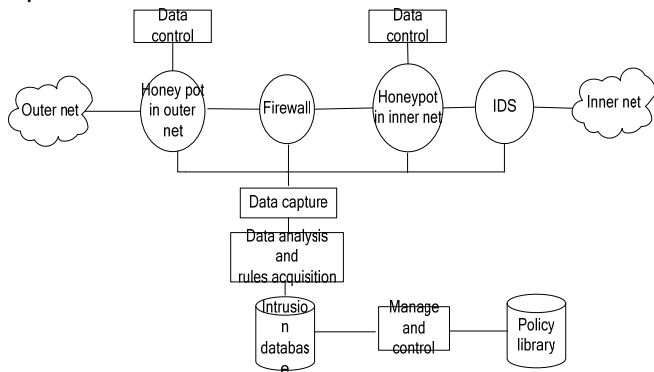 Data
control
Data
control
Outer net
Honey pot
in outer
net
Firewall
Honeypot
in inner net
IDS
Inner net
Data capture
Data analysis
and
rules acquisition
Intrusio
n
databas
e
Manage
and
control
Policy
library